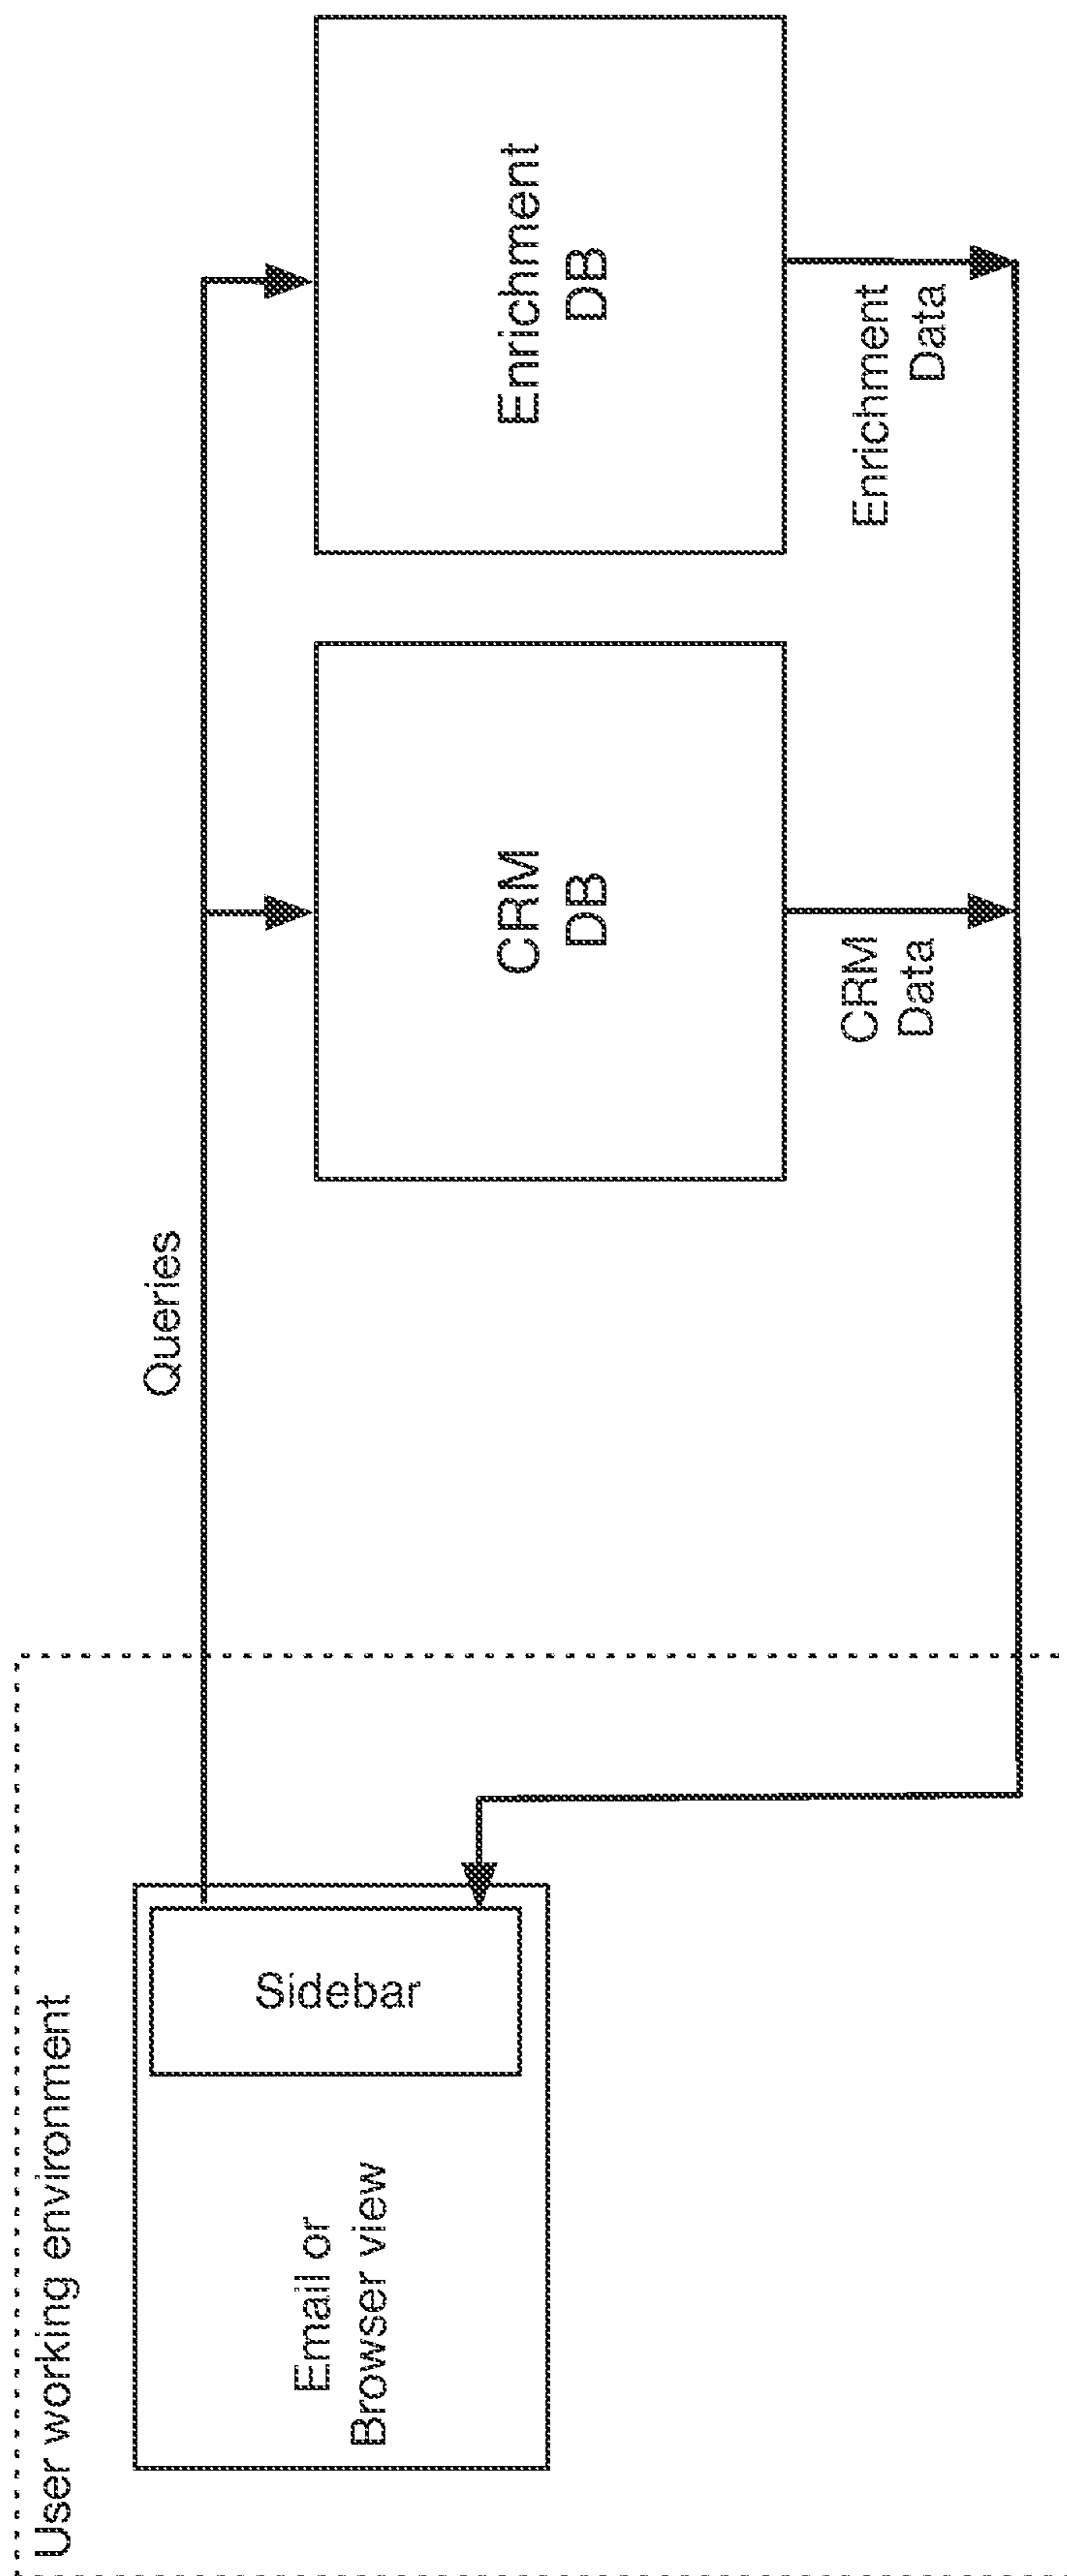 User working environment
Email or
Browser view
Sidebar
Queries
CRM
DB
CRM
Data
Enrichment
DB
Enrichment
Data